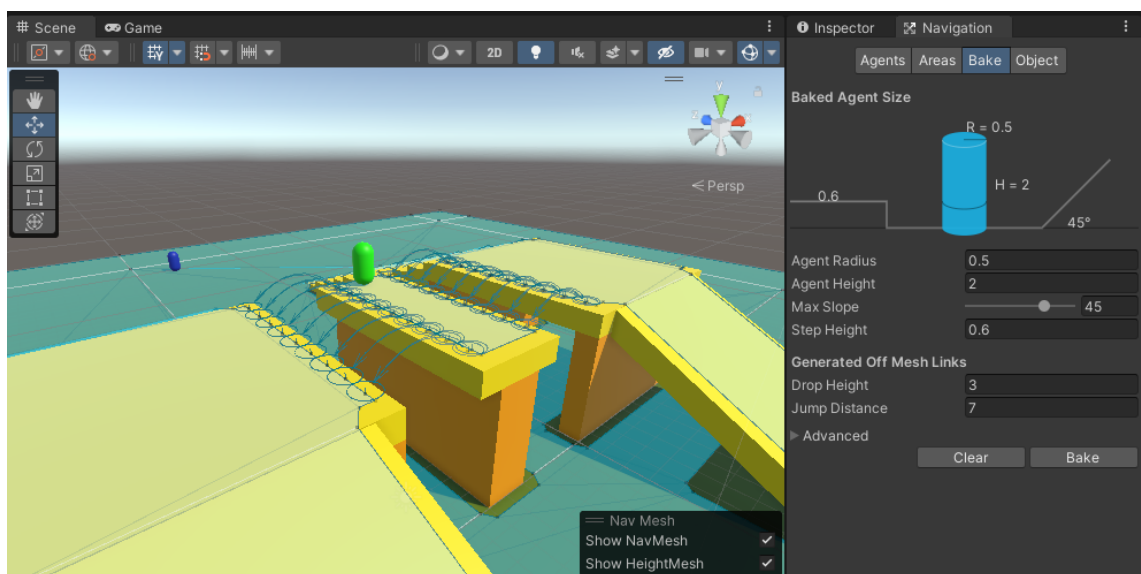 Scene
Game
Inspector
Navigation
2D
Agents Areas Bake Object
Baked Agent Size
R = 0.5
H = 2
0.6
45°
y
Persp
Agent Radius 0.5
Agent Height 2
Max Slope 45
Step Height 0.6
Generated Off Mesh Links
Drop Height 3
Jump Distance 7
Advanced
Clear Bake
Nav Mesh
Show NavMesh
Show HeightMesh